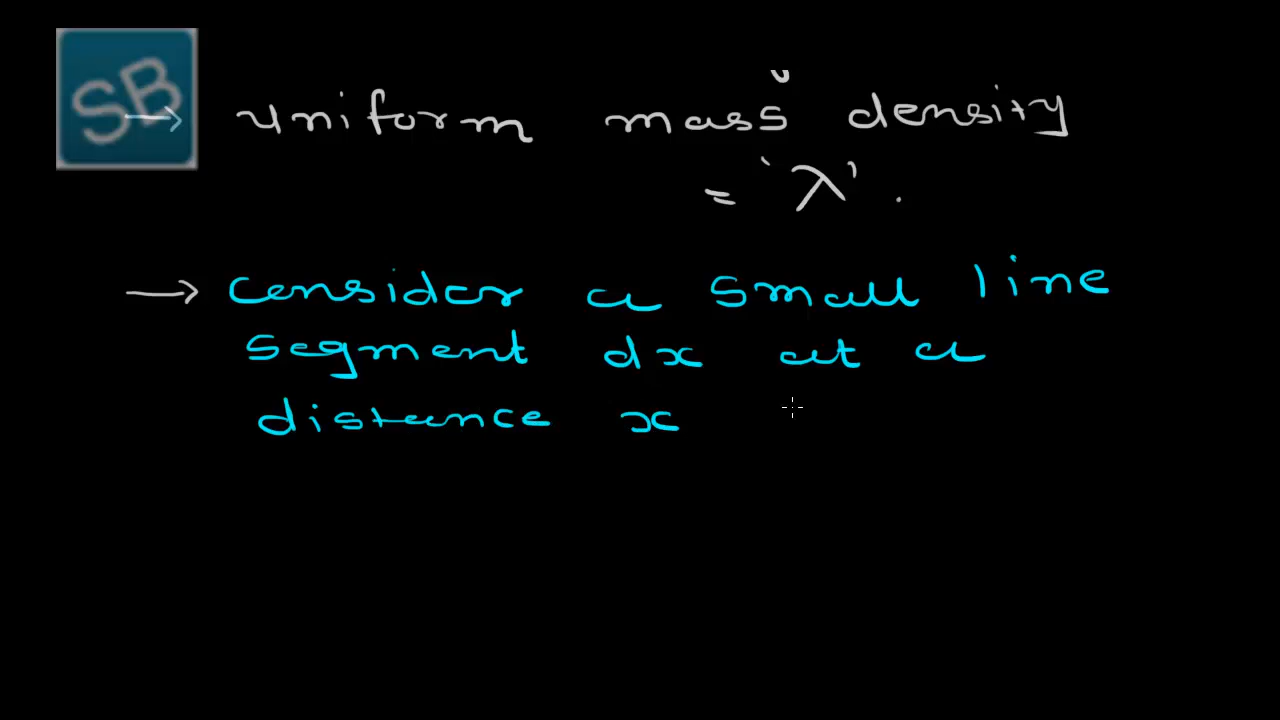 SB
→ uniform mass density
= 'λ'.
→ consider a small line
segment dx at a
distance x